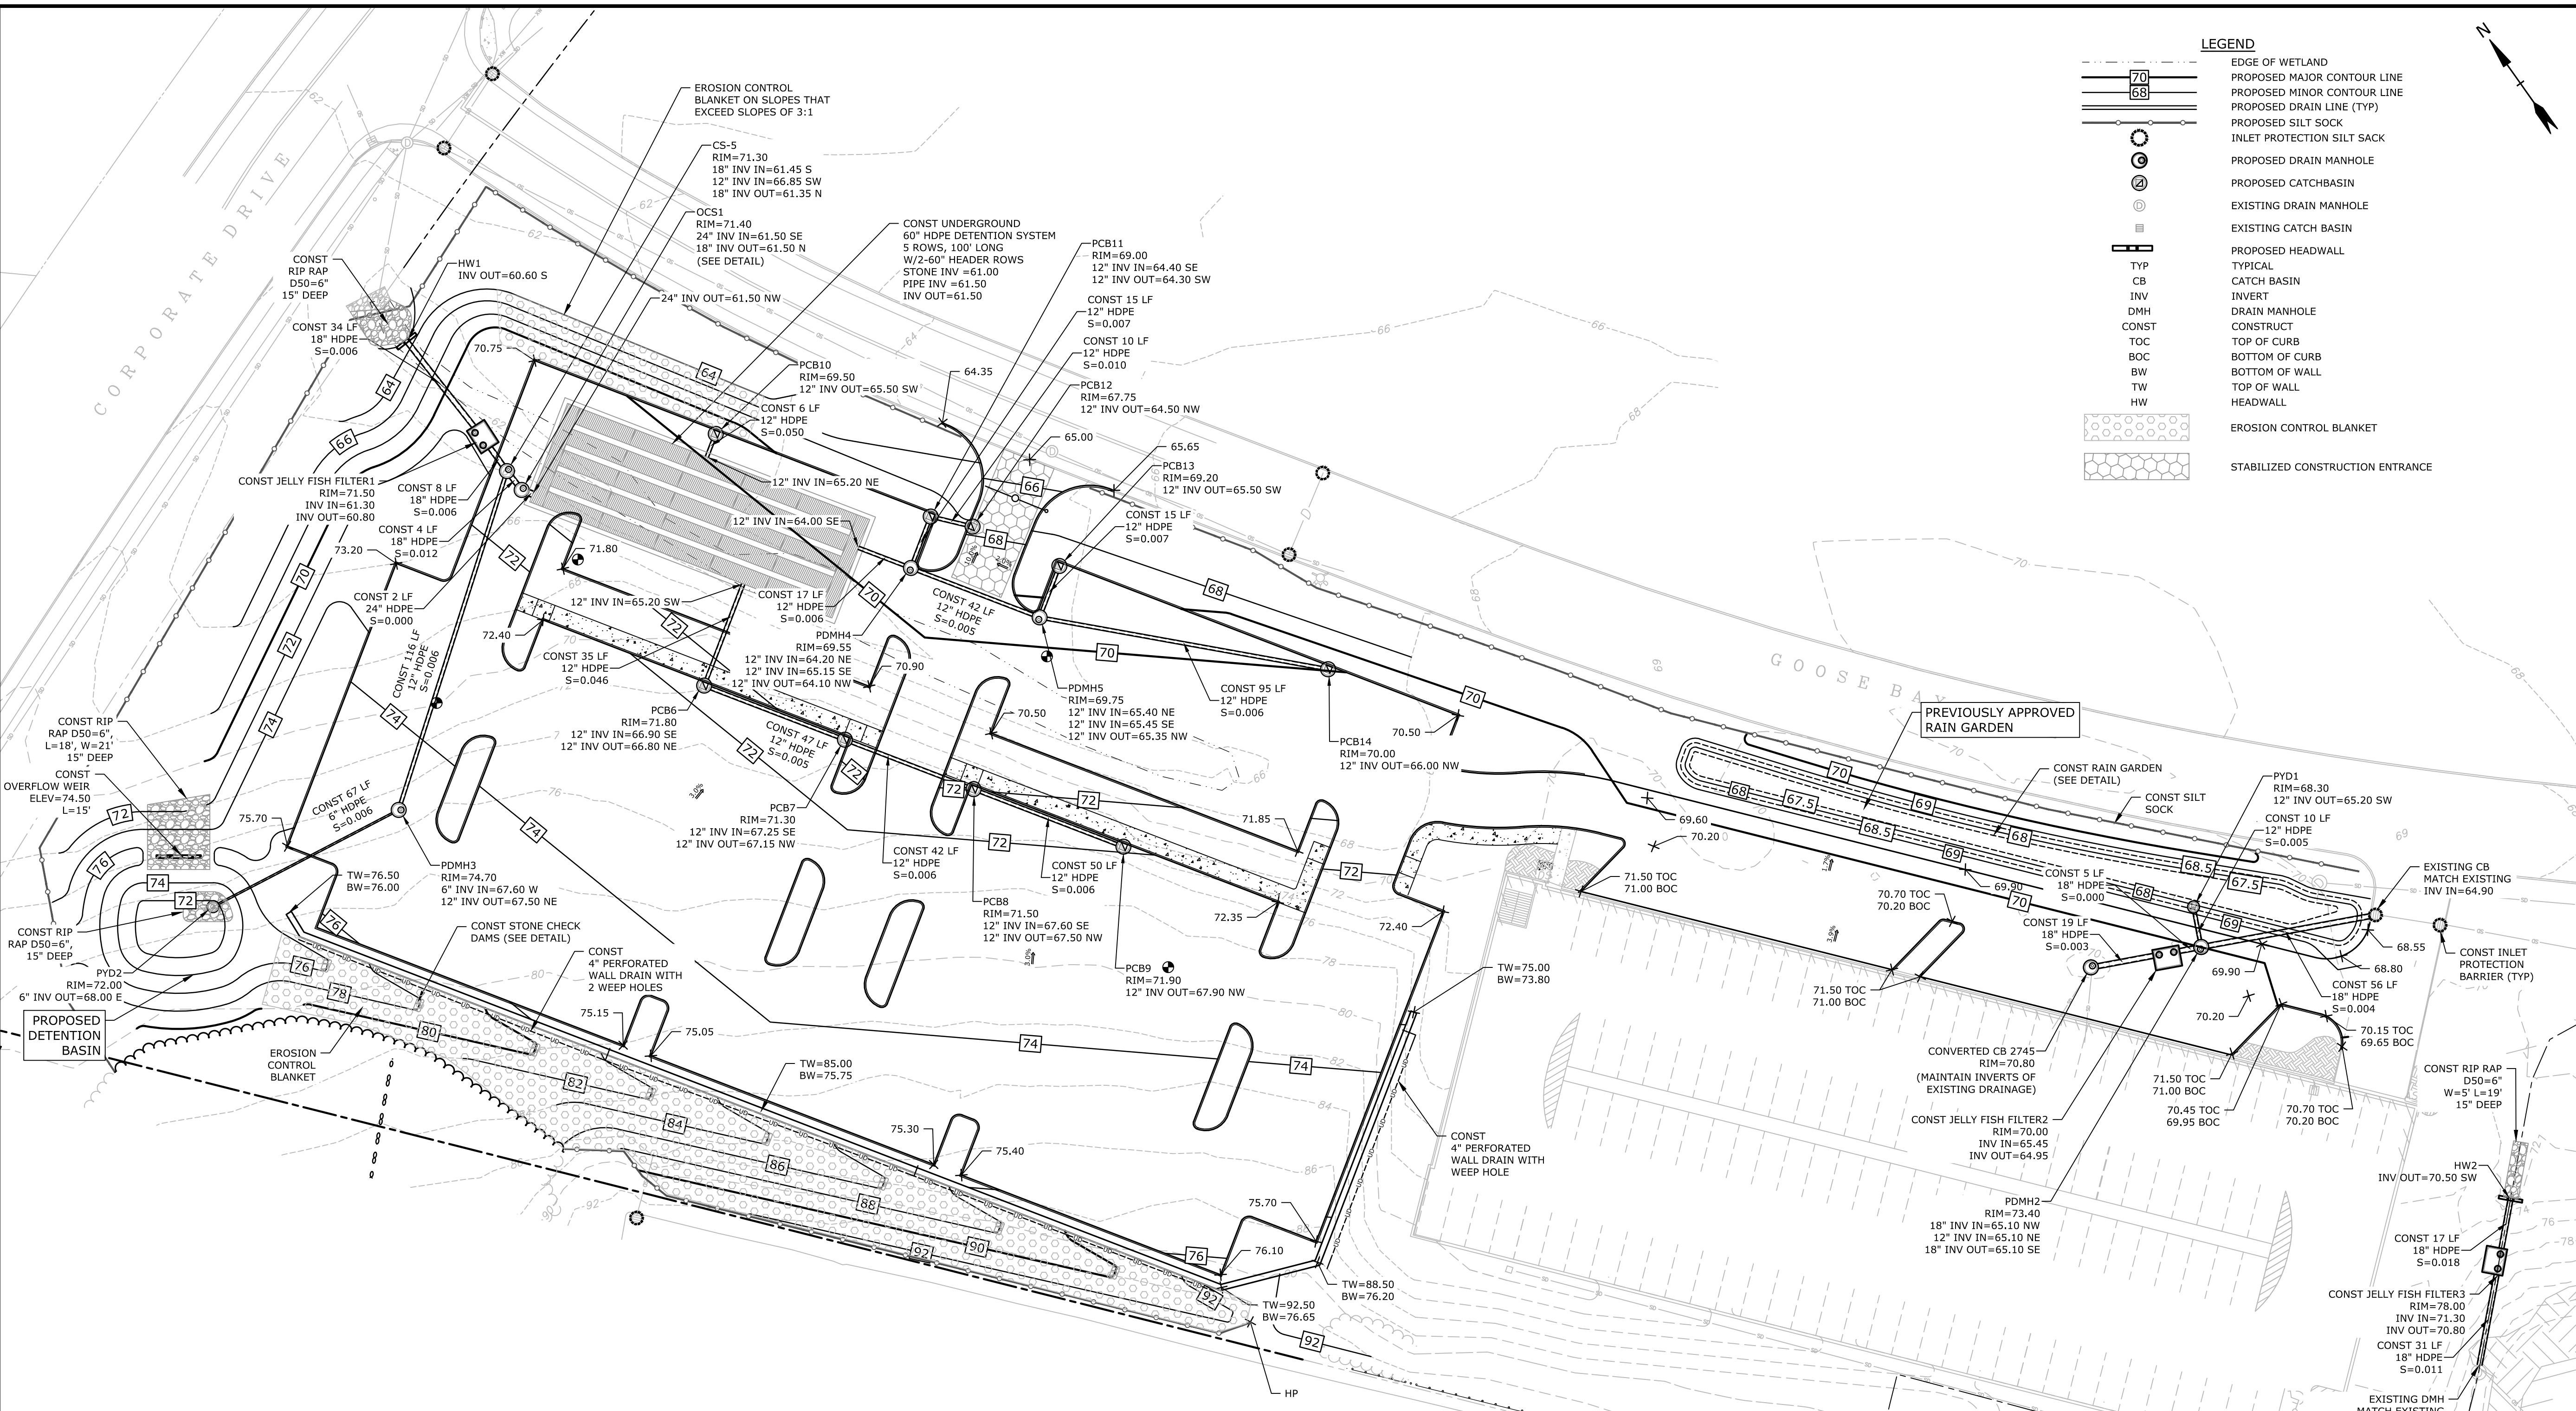 LEGEND
EDGE OF WETLAND
70
PROPOSED MAJOR CONTOUR LINE
68
PROPOSED MINOR CONTOUR LINE
PROPOSED DRAIN LINE (TYP)
PROPOSED SILT SOCK
INLET PROTECTION SILT SACK
PROPOSED DRAIN MANHOLE
PROPOSED CATCHBASIN
D
EXISTING DRAIN MANHOLE
EXISTING CATCH BASIN
PROPOSED HEADWALL
TYP TYPICAL
CB CATCH BASIN
INV INVERT
DMH DRAIN MANHOLE
CONST CONSTRUCT
TOC TOP OF CURB
BOC BOTTOM OF CURB
BW BOTTOM OF WALL
TW TOP OF WALL
HW HEADWALL
EROSION CONTROL BLANKET
STABILIZED CONSTRUCTION ENTRANCE
N
CORPORATE DRIVE
GOOSE BAY
EROSION CONTROL
BLANKET ON SLOPES THAT
EXCEED SLOPES OF 3:1
CS-5
RIM=71.30
18" INV IN=61.45 S
12" INV IN=66.85 SW
18" INV OUT=61.35 N
OCS1
RIM=71.40
24" INV IN=61.50 SE
18" INV OUT=61.50 N
(SEE DETAIL)
24" INV OUT=61.50 NW
CONST UNDERGROUND
60" HDPE DETENTION SYSTEM
5 ROWS, 100' LONG
W/2-60" HEADER ROWS
STONE INV =61.00
PIPE INV =61.50
INV OUT=61.50
PCB11
RIM=69.00
12" INV IN=64.40 SE
12" INV OUT=64.30 SW
CONST 15 LF
12" HDPE
S=0.007
CONST 10 LF
12" HDPE
S=0.010
PCB12
RIM=67.75
12" INV OUT=64.50 NW
65.00
65.65
PCB13
RIM=69.20
12" INV OUT=65.50 SW
CONST 15 LF
12" HDPE
S=0.007
CONST
RIP RAP
D50=6"
15" DEEP
HW1
INV OUT=60.60 S
CONST 34 LF
18" HDPE
S=0.006
70.75
64
64.35
PCB10
RIM=69.50
12" INV OUT=65.50 SW
CONST 6 LF
12" HDPE
S=0.050
12" INV IN=65.20 NE
12" INV IN=64.00 SE
CONST JELLY FISH FILTER1
RIM=71.50
INV IN=61.30
INV OUT=60.80
CONST 8 LF
18" HDPE
S=0.006
CONST 4 LF
18" HDPE
S=0.012
73.20
CONST 2 LF
24" HDPE
S=0.000
71.80
12" INV IN=65.20 SW
72.40
CONST 35 LF
12" HDPE
S=0.046
CONST 17 LF
12" HDPE
S=0.006
PDMH4
RIM=69.55
12" INV IN=64.20 NE
12" INV IN=65.15 SE
12" INV OUT=64.10 NW
CONST 42 LF
12" HDPE
S=0.005
70.90
PDMH5
RIM=69.75
12" INV IN=65.40 NE
12" INV IN=65.45 SE
12" INV OUT=65.35 NW
CONST 95 LF
12" HDPE
S=0.006
70.50
70.50
PCB14
RIM=70.00
12" INV OUT=66.00 NW
CONST 116 LF
12" HDPE
S=0.006
PCB6
RIM=71.80
12" INV IN=66.90 SE
12" INV OUT=66.80 NE
CONST 47 LF
12" HDPE
S=0.005
PCB7
RIM=71.30
12" INV IN=67.25 SE
12" INV OUT=67.15 NW
CONST 42 LF
12" HDPE
S=0.006
CONST 50 LF
12" HDPE
S=0.006
PCB8
RIM=71.50
12" INV IN=67.60 SE
12" INV OUT=67.50 NW
PCB9
RIM=71.90
12" INV OUT=67.90 NW
71.85
72.35
72.40
CONST RIP
RAP D50=6",
L=18', W=21'
15" DEEP
CONST
OVERFLOW WEIR
ELEV=74.50
L=15'
75.70
CONST 67 LF
6" HDPE
S=0.006
PDMH3
RIM=74.70
6" INV IN=67.60 W
12" INV OUT=67.50 NE
TW=76.50
BW=76.00
CONST RIP
RAP D50=6",
15" DEEP
PYD2
RIM=72.00
6" INV OUT=68.00 E
PROPOSED
DETENTION
BASIN
CONST STONE CHECK
DAMS (SEE DETAIL)
CONST
4" PERFORATED
WALL DRAIN WITH
2 WEEP HOLES
EROSION
CONTROL
BLANKET
75.15
75.05
TW=85.00
BW=75.75
75.30
75.40
75.70
76.10
TW=75.00
BW=73.80
CONST
4" PERFORATED
WALL DRAIN WITH
WEEP HOLE
TW=88.50
BW=76.20
TW=92.50
BW=76.65
HP
PREVIOUSLY APPROVED
RAIN GARDEN
CONST RAIN GARDEN
(SEE DETAIL)
CONST SILT
SOCK
PYD1
RIM=68.30
12" INV OUT=65.20 SW
CONST 10 LF
12" HDPE
S=0.005
EXISTING CB
MATCH EXISTING
INV IN=64.90
69.60
70.20
71.50 TOC
71.00 BOC
69.90
CONST 5 LF
18" HDPE
S=0.000
70.70 TOC
70.20 BOC
CONST 19 LF
18" HDPE
S=0.003
68.55
68.80
69.90
CONST INLET
PROTECTION
BARRIER (TYP)
CONST 56 LF
18" HDPE
S=0.004
71.50 TOC
71.00 BOC
70.20
70.15 TOC
69.65 BOC
CONVERTED CB 2745
RIM=70.80
(MAINTAIN INVERTS OF
EXISTING DRAINAGE)
71.50 TOC
71.00 BOC
70.45 TOC
69.95 BOC
70.70 TOC
70.20 BOC
CONST JELLY FISH FILTER2
RIM=70.00
INV IN=65.45
INV OUT=64.95
PDMH2
RIM=73.40
18" INV IN=65.10 NW
12" INV IN=65.10 NE
18" INV OUT=65.10 SE
CONST RIP RAP
D50=6"
W=5' L=19'
15" DEEP
HW2
INV OUT=70.50 SW
CONST 17 LF
18" HDPE
S=0.018
CONST JELLY FISH FILTER3
RIM=78.00
INV IN=71.30
INV OUT=70.80
CONST 31 LF
18" HDPE
S=0.011
EXISTING DMH
MATCH EXISTING